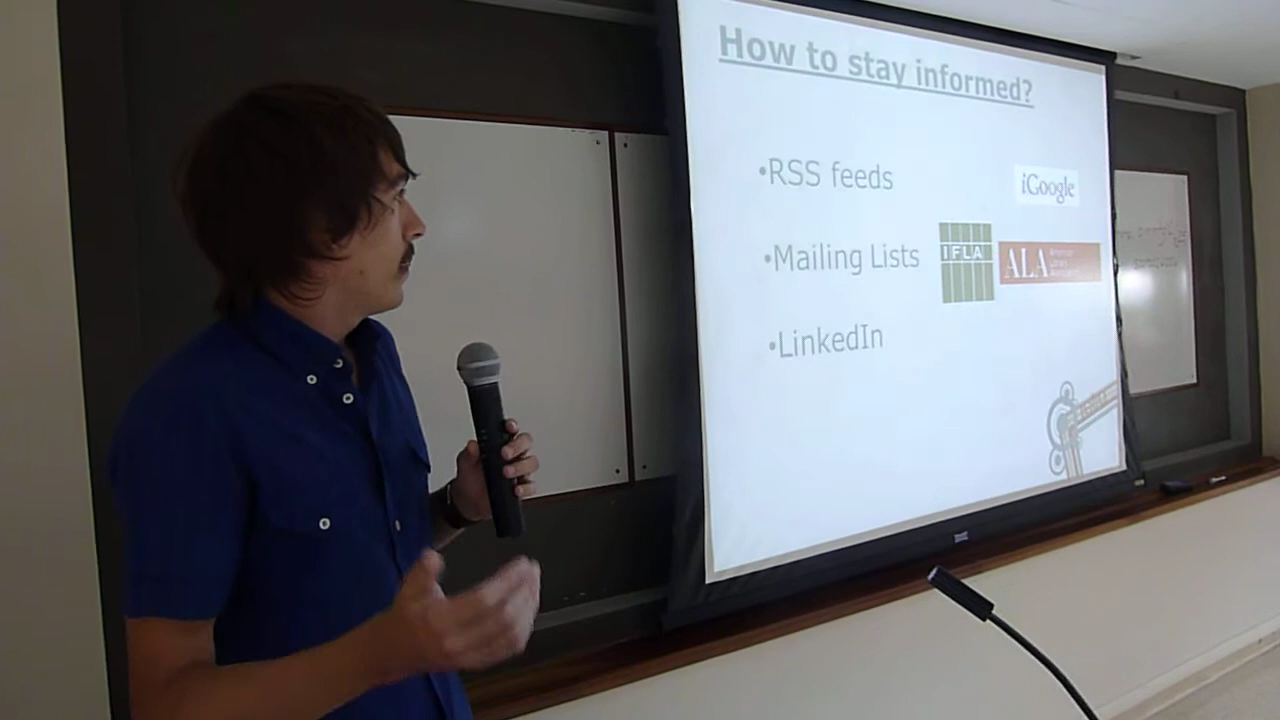 How to stay informed?
•RSS feeds
iGoogle
•Mailing Lists
IFLA
ALA
•LinkedIn